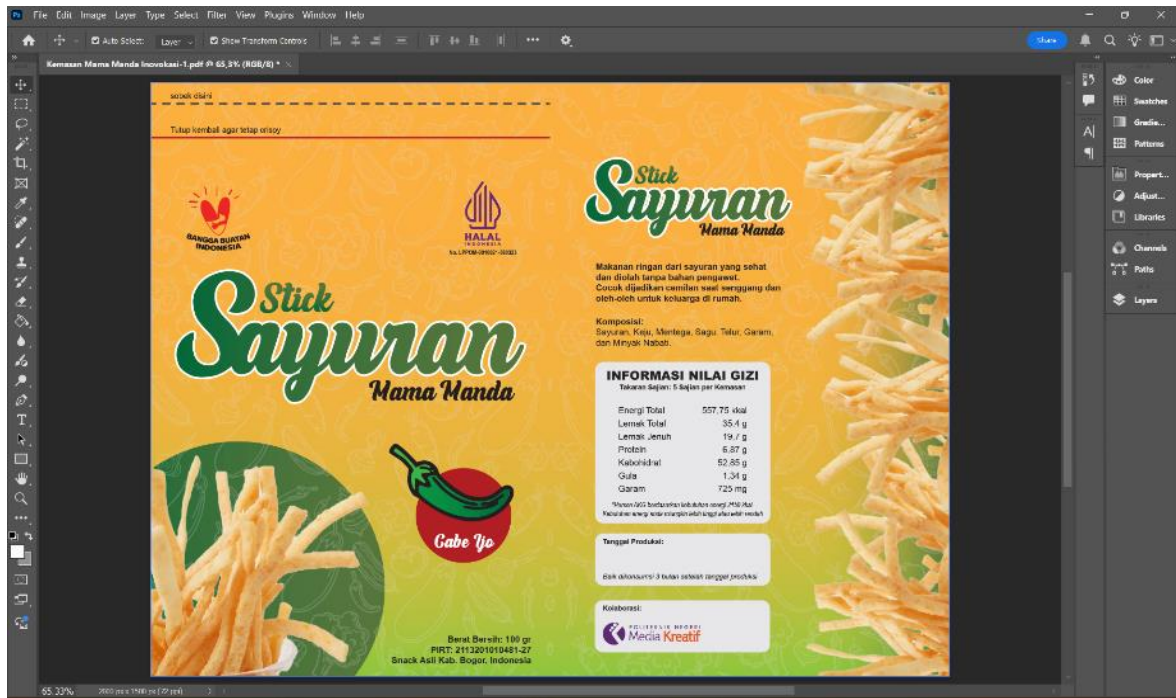 File Edit Image Layer Type Select Filter View Plugins Window Help
Auto Select: Layer Show Transform Controls
Share
Kemasan Mama Manda Inovokasi-1.pdf @ 65,3% (RGB/8) *
Color
Swatches
Gradie...
Patterns
Propert...
Adjust...
Libraries
Channels
Paths
Layers
sobek disini
Tutup kembali agar tetap crispy
BANGGA BUATAN
INDONESIA
HALAL
INDONESIA
Stick
Sayuran
Mama Manda
Cabe Ijo
Berat Bersih: 100 gr
PIRT: 2113201010481-27
Snack Asli Kab. Bogor, Indonesia
Stick
Sayuran
Mama Manda
Makanan ringan dari sayuran yang sehat
dan diolah tanpa bahan pengawet.
Cocok dijadikan cemilan saat senggang dan
oleh-oleh untuk keluarga di rumah.
Komposisi:
Sayuran, Keju, Mentega, Sagu, Telur, Garam,
dan Minyak Nabati.
INFORMASI NILAI GIZI
Takaran Sajian: 5 Sajian per Kemasan
Energi Total 557,75 kkal
Lemak Total 35,4 g
Lemak Jenuh 19,7 g
Protein 6,87 g
Kabohidrat 52,85 g
Gula 1,34 g
Garam 725 mg
Tanggal Produksi:
Baik dikonsumsi 3 bulan setelah tanggal produksi
Kolaborasi:
POLITEKNIK NEGERI
Media Kreatif
65,33% 2000 px x 1500 px (72 ppi)